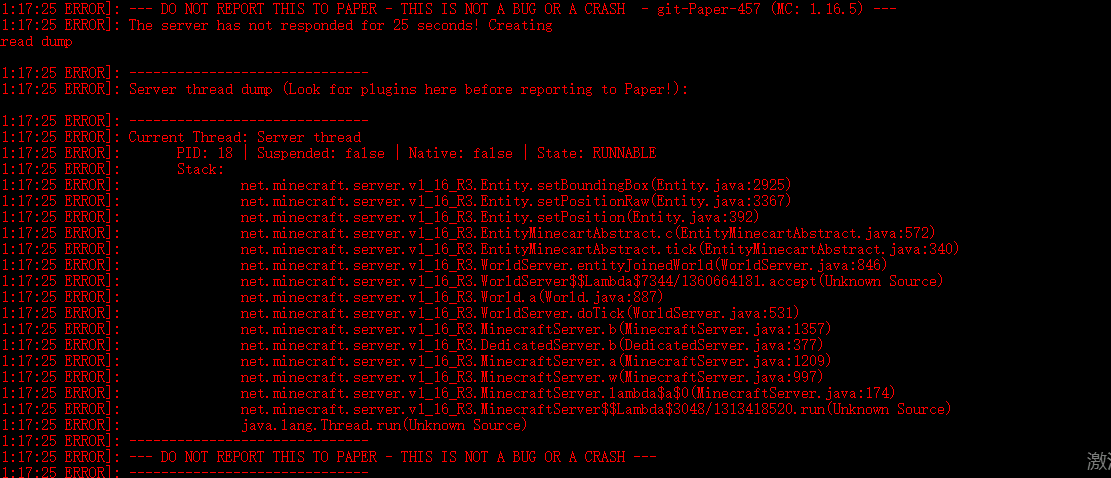 1:17:25 ERROR]: --- DO NOT REPORT THIS TO PAPER - THIS IS NOT A BUG OR A CRASH  - git-Paper-457 (MC: 1.16.5) ---
1:17:25 ERROR]: The server has not responded for 25 seconds! Creating
read dump
1:17:25 ERROR]: ------------------------------
1:17:25 ERROR]: Server thread dump (Look for plugins here before reporting to Paper!):
1:17:25 ERROR]: ------------------------------
1:17:25 ERROR]: Current Thread: Server thread
1:17:25 ERROR]: PID: 18 | Suspended: false | Native: false | State: RUNNABLE
1:17:25 ERROR]: Stack:
1:17:25 ERROR]: net.minecraft.server.v1_16_R3.Entity.setBoundingBox(Entity.java:2925)
1:17:25 ERROR]: net.minecraft.server.v1_16_R3.Entity.setPositionRaw(Entity.java:3367)
1:17:25 ERROR]: net.minecraft.server.v1_16_R3.Entity.setPosition(Entity.java:392)
1:17:25 ERROR]: net.minecraft.server.v1_16_R3.EntityMinecartAbstract.c(EntityMinecartAbstract.java:572)
1:17:25 ERROR]: net.minecraft.server.v1_16_R3.EntityMinecartAbstract.tick(EntityMinecartAbstract.java:340)
1:17:25 ERROR]: net.minecraft.server.v1_16_R3.WorldServer.entityJoinedWorld(WorldServer.java:846)
1:17:25 ERROR]: net.minecraft.server.v1_16_R3.WorldServer$$Lambda$7344/1360664181.accept(Unknown Source)
1:17:25 ERROR]: net.minecraft.server.v1_16_R3.World.a(World.java:887)
1:17:25 ERROR]: net.minecraft.server.v1_16_R3.WorldServer.doTick(WorldServer.java:531)
1:17:25 ERROR]: net.minecraft.server.v1_16_R3.MinecraftServer.b(MinecraftServer.java:1357)
1:17:25 ERROR]: net.minecraft.server.v1_16_R3.DedicatedServer.b(DedicatedServer.java:377)
1:17:25 ERROR]: net.minecraft.server.v1_16_R3.MinecraftServer.a(MinecraftServer.java:1209)
1:17:25 ERROR]: net.minecraft.server.v1_16_R3.MinecraftServer.w(MinecraftServer.java:997)
1:17:25 ERROR]: net.minecraft.server.v1_16_R3.MinecraftServer.lambda$a$0(MinecraftServer.java:174)
1:17:25 ERROR]: net.minecraft.server.v1_16_R3.MinecraftServer$$Lambda$3048/1313418520.run(Unknown Source)
1:17:25 ERROR]: java.lang.Thread.run(Unknown Source)
1:17:25 ERROR]: ------------------------------
1:17:25 ERROR]: --- DO NOT REPORT THIS TO PAPER - THIS IS NOT A BUG OR A CRASH ---
1:17:25 ERROR]: ------------------------------